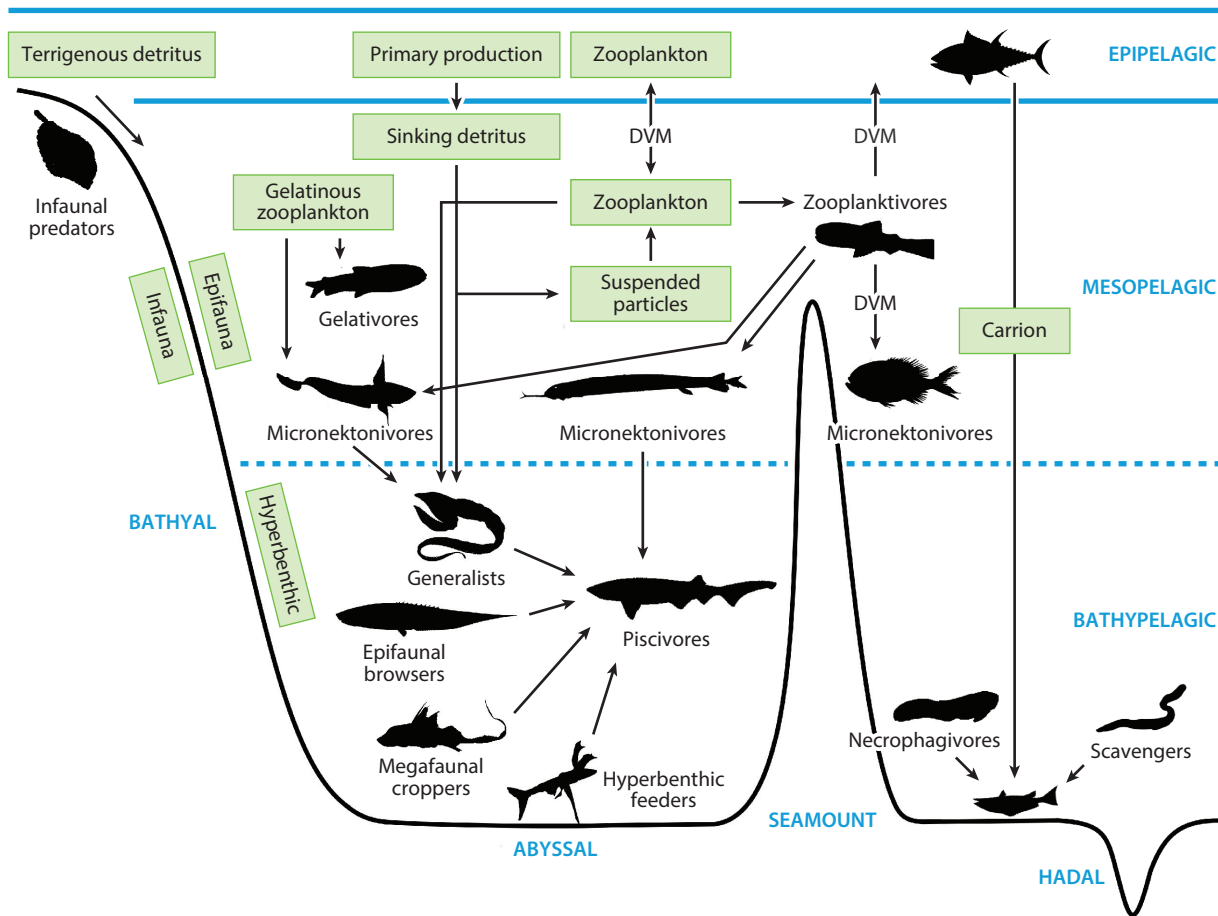 Terrigenous detritus
Primary production
Zooplankton
EPIPELAGIC
Sinking detritus
DVM
DVM
Infaunal
predators
Gelatinous
zooplankton
Zooplankton
Zooplanktivores
Infauna
Epifauna
Gelativores
Suspended
particles
DVM
MESOPELAGIC
Carrion
Micronektonivores
Micronektonivores
Micronektonivores
BATHYAL
Hyperbenthic
Generalists
Piscivores
BATHYPELAGIC
Epifaunal
browsers
Megafaunal
croppers
Hyperbenthic
feeders
Necrophagivores
Scavengers
SEAMOUNT
ABYSSAL
HADAL